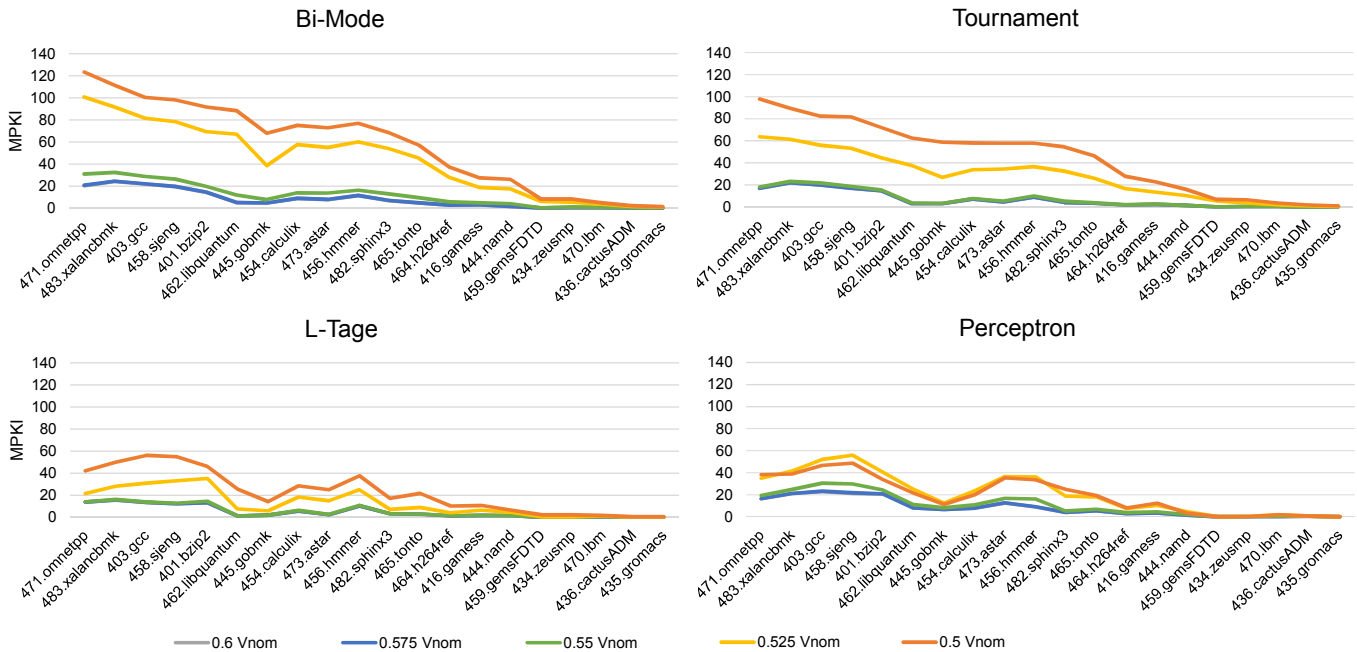 Bi-Mode
MPKI
140
120
100
80
60
40
20
0
471.omnetpp
483.xalancbmk
403.gcc
458.sjeng
401.bzip2
462.libquantum
445.gobmk
454.calculix
473.astar
456.hmmer
482.sphinx3
465.tonto
464.h264ref
416.gamess
444.namd
459.gemsFDTD
434.zeusmp
470.lbm
436.cactusADM
435.gromacs
Tournament
140
120
100
80
60
40
20
0
471.omnetpp
483.xalancbmk
403.gcc
458.sjeng
401.bzip2
462.libquantum
445.gobmk
454.calculix
473.astar
456.hmmer
482.sphinx3
465.tonto
464.h264ref
416.gamess
444.namd
459.gemsFDTD
434.zeusmp
470.lbm
436.cactusADM
435.gromacs
L-Tage
MPKI
140
120
100
80
60
40
20
0
471.omnetpp
483.xalancbmk
403.gcc
458.sjeng
401.bzip2
462.libquantum
445.gobmk
454.calculix
473.astar
456.hmmer
482.sphinx3
465.tonto
464.h264ref
416.gamess
444.namd
459.gemsFDTD
434.zeusmp
470.lbm
436.cactusADM
435.gromacs
Perceptron
140
120
100
80
60
40
20
0
471.omnetpp
483.xalancbmk
403.gcc
458.sjeng
401.bzip2
462.libquantum
445.gobmk
454.calculix
473.astar
456.hmmer
482.sphinx3
465.tonto
464.h264ref
416.gamess
444.namd
459.gemsFDTD
434.zeusmp
470.lbm
436.cactusADM
435.gromacs
0.6 Vnom 0.575 Vnom 0.55 Vnom 0.525 Vnom 0.5 Vnom